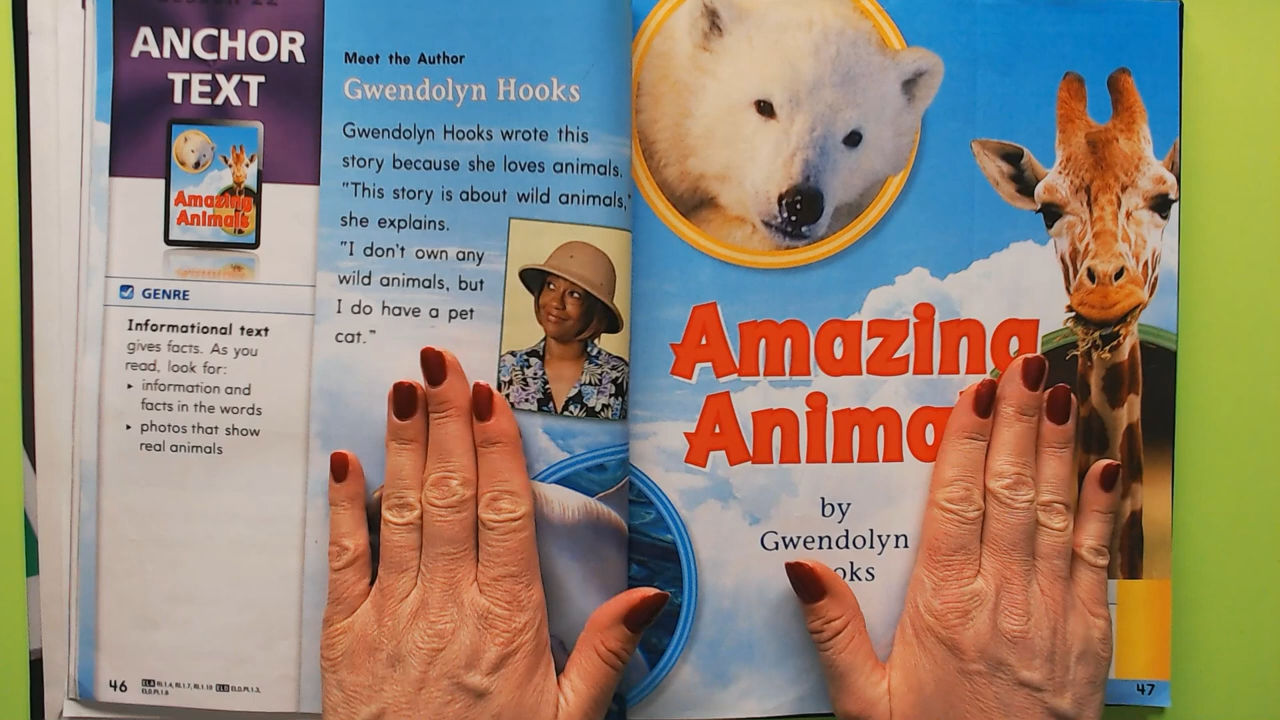 ANCHOR
TEXT
Amazing
Animals
GENRE
Informational text
gives facts. As you
read, look for:
▸ information and
facts in the words
▸ photos that show
real animals
46
Meet the Author
Gwendolyn Hooks
Gwendolyn Hooks wrote this
story because she loves animals.
"This story is about wild animals,"
she explains.
"I don't own any
wild animals, but
I do have a pet
cat."
Amazing
Anima
by
Gwendolyn
oks
47